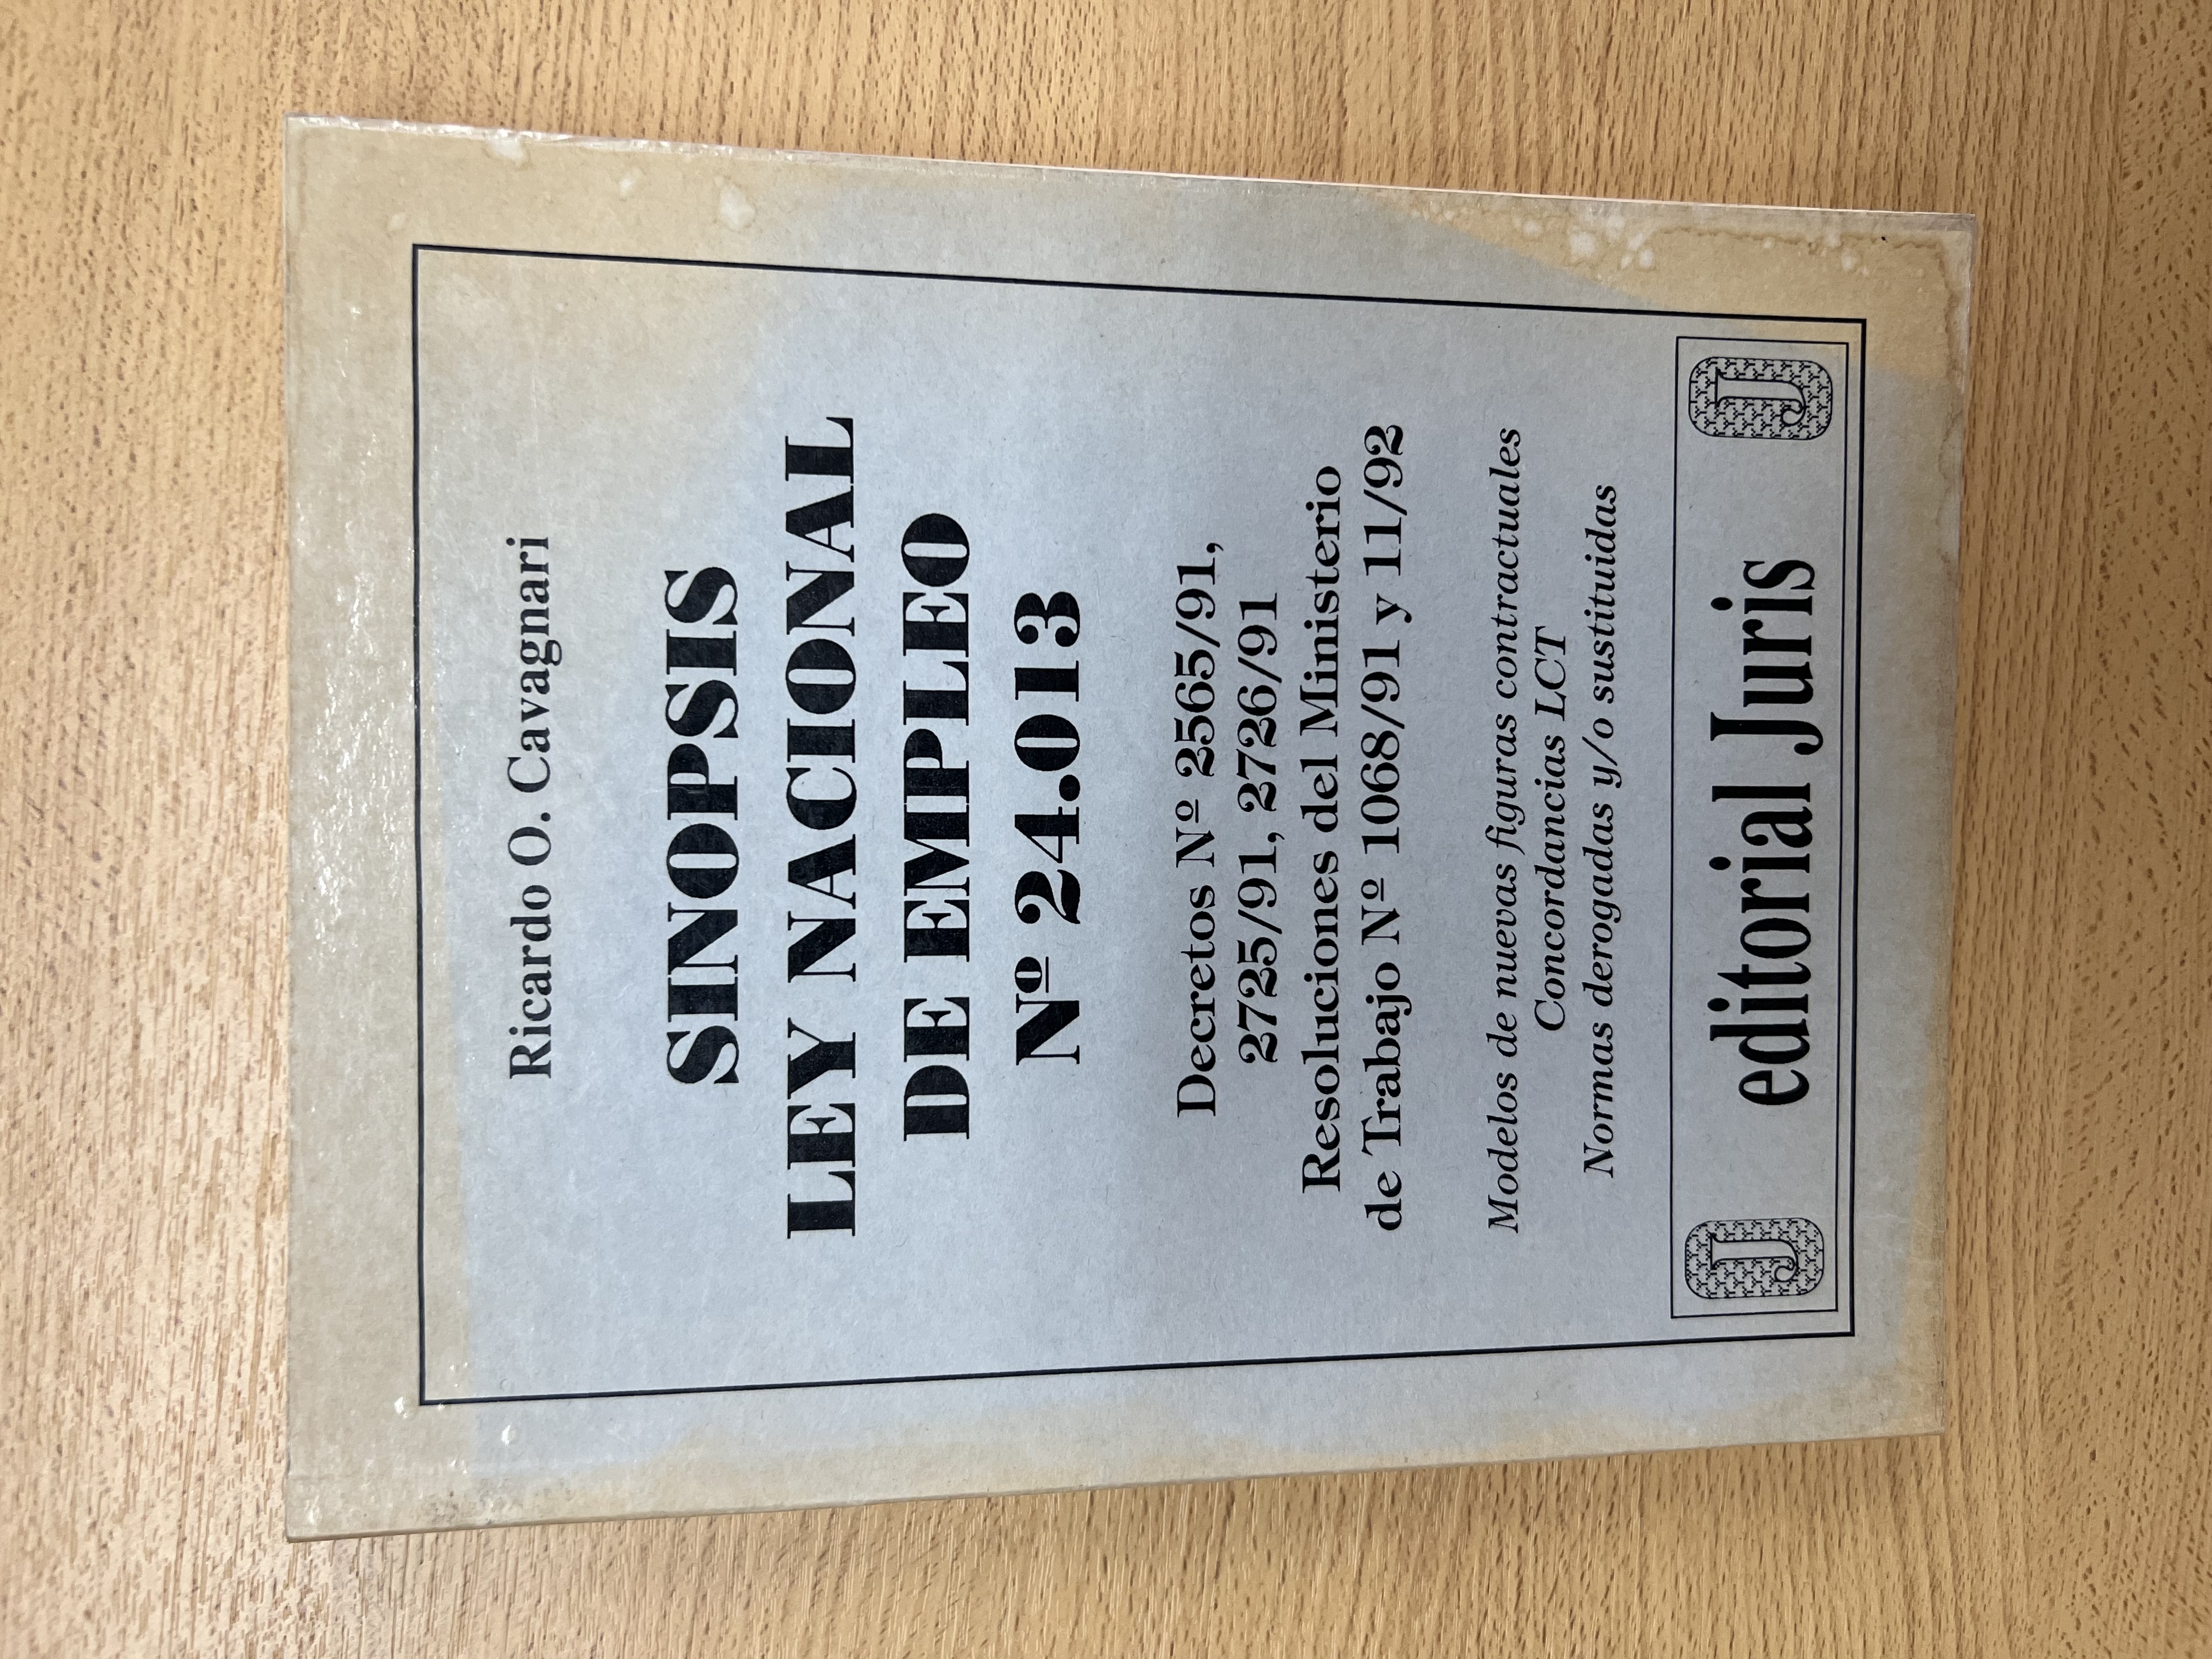 Ricardo O. Cavagnari
SINOPSIS
LEY NACIONAL
DE EMPLEO
Nº 24.013
Decretos Nº 2565/91,
2725/91, 2726/91
Resoluciones del Ministerio
de Trabajo Nº 1068/91 y 11/92
Modelos de nuevas figuras contractuales
Concordancias LCT
Normas derogadas y/o sustituidas
J editorial Juris J